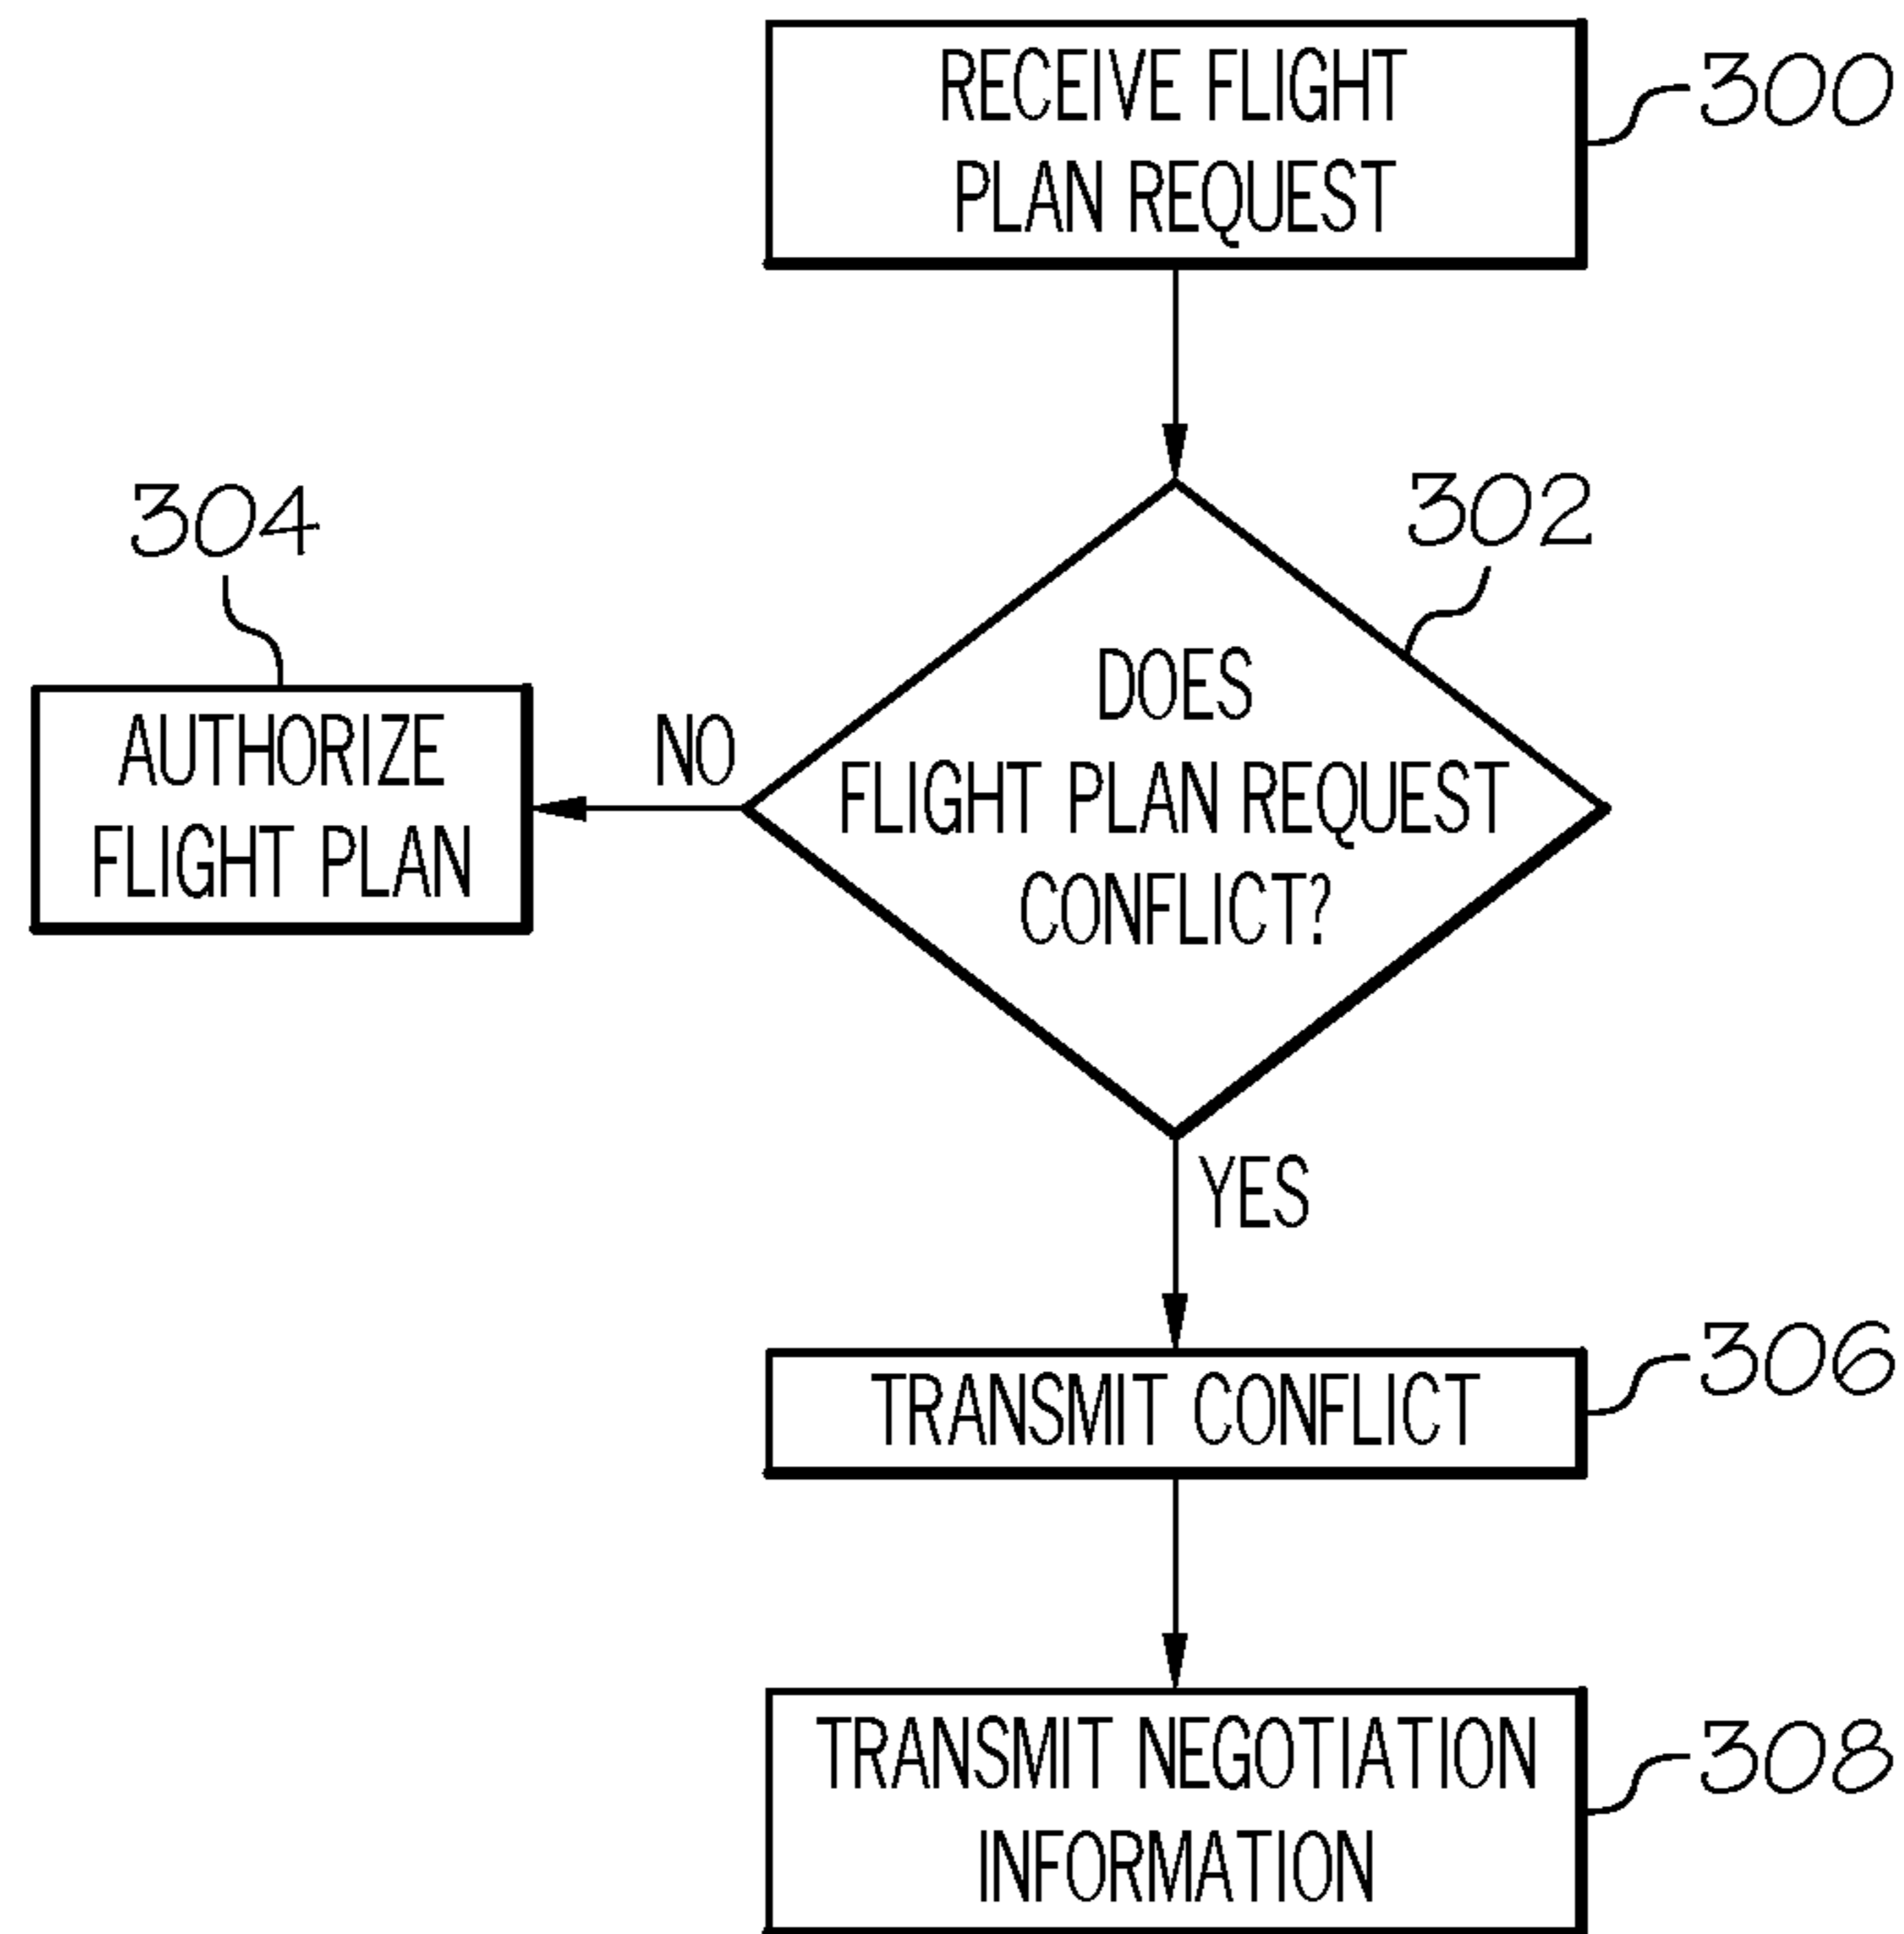 RECEIVE FLIGHT
PLAN REQUEST
300
302
DOES
FLIGHT PLAN REQUEST
CONFLICT?
304
NO
AUTHORIZE
FLIGHT PLAN
YES
TRANSMIT CONFLICT
306
TRANSMIT NEGOTIATION
INFORMATION
308